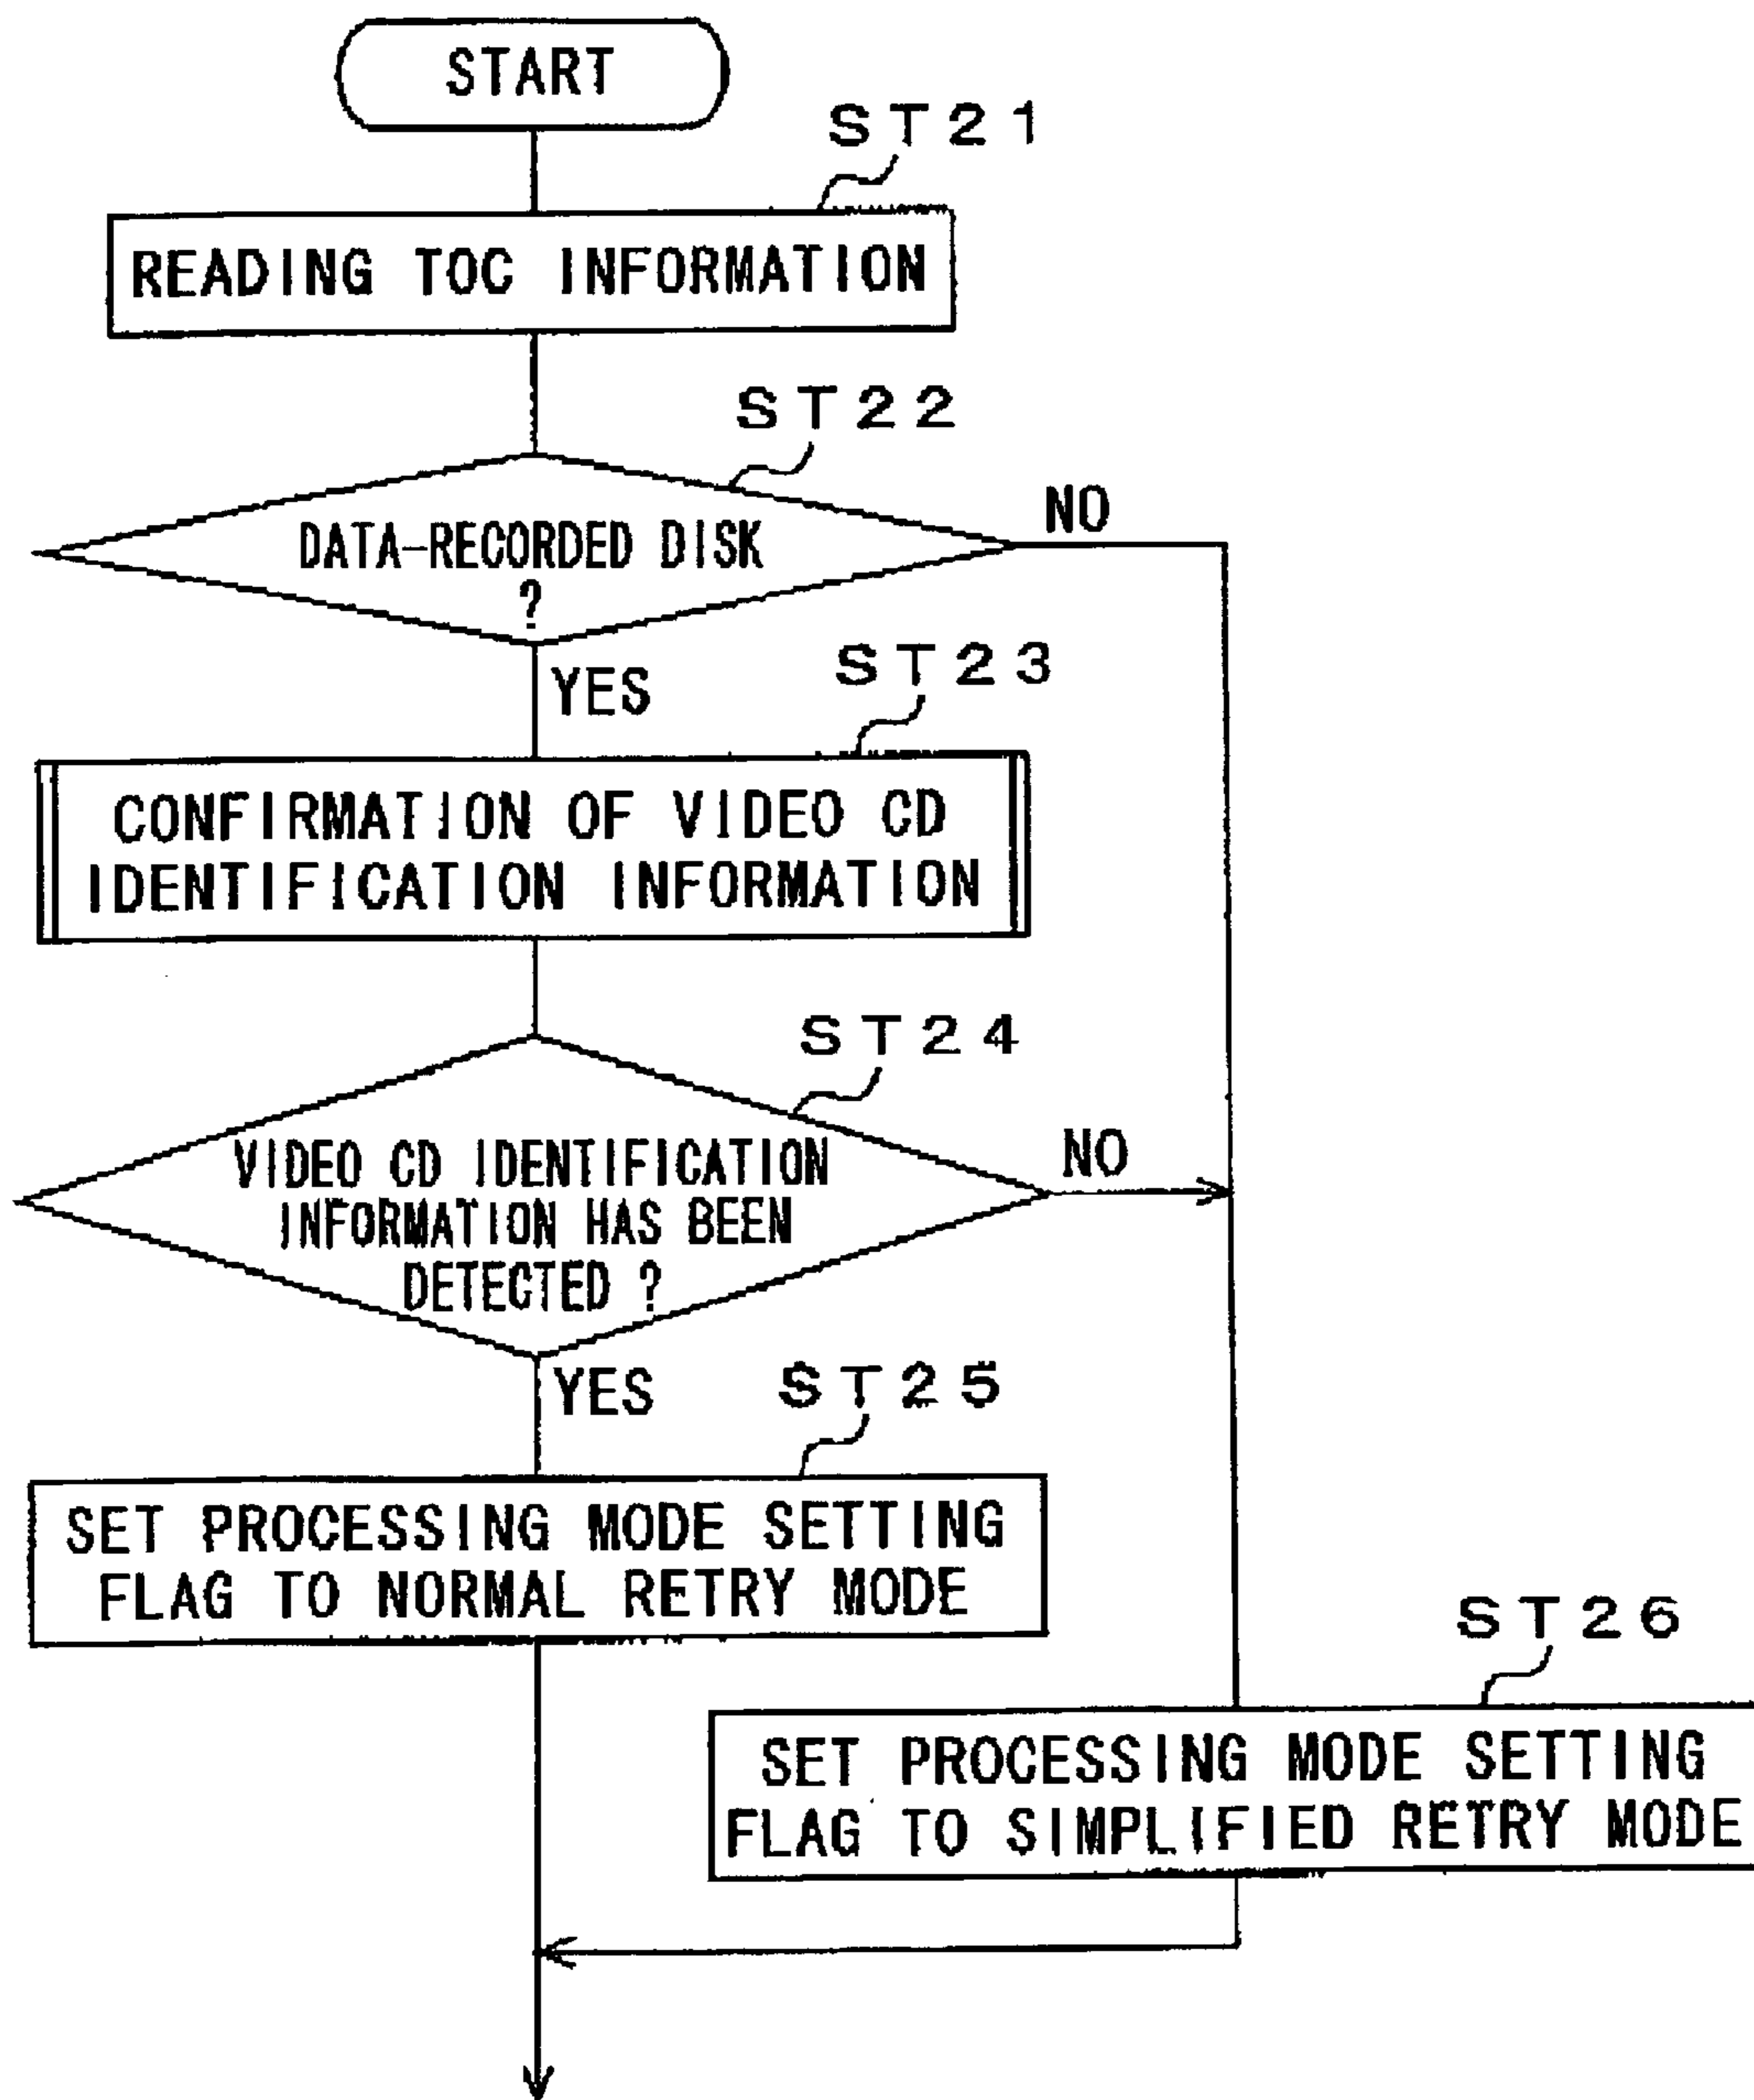 START
ST21
READING TOC INFORMATION
ST22
DATA-RECORDED DISK
?
NO
YES
ST23
CONFIRMATION OF VIDEO CD
IDENTIFICATION INFORMATION
ST24
VIDEO CD IDENTIFICATION
INFORMATION HAS BEEN
DETECTED ?
NO
YES
ST25
SET PROCESSING MODE SETTING
FLAG TO NORMAL RETRY MODE
ST26
SET PROCESSING MODE SETTING
FLAG TO SIMPLIFIED RETRY MODE